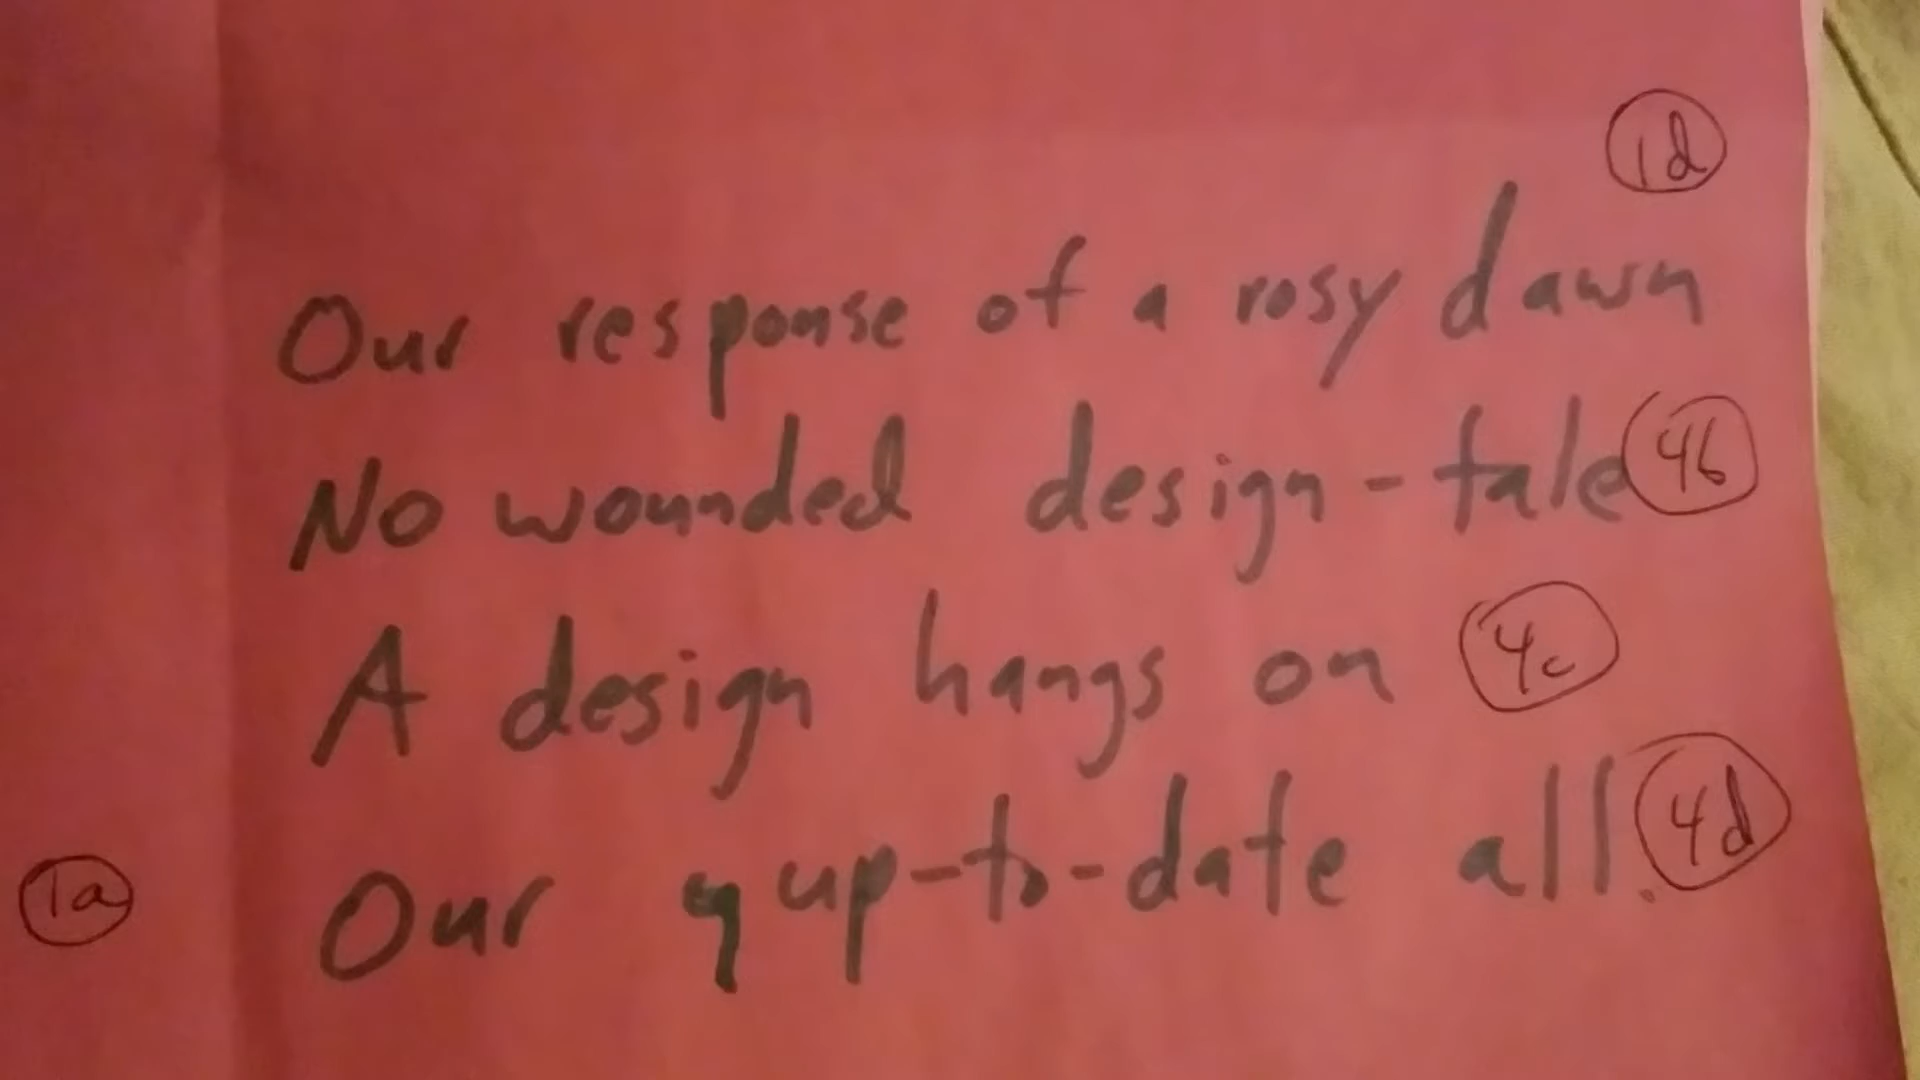 1d
Our response of a rosy dawn
No wounded design-tale 4b
A design hangs on 4c
1a Our up-to-date all. 4d